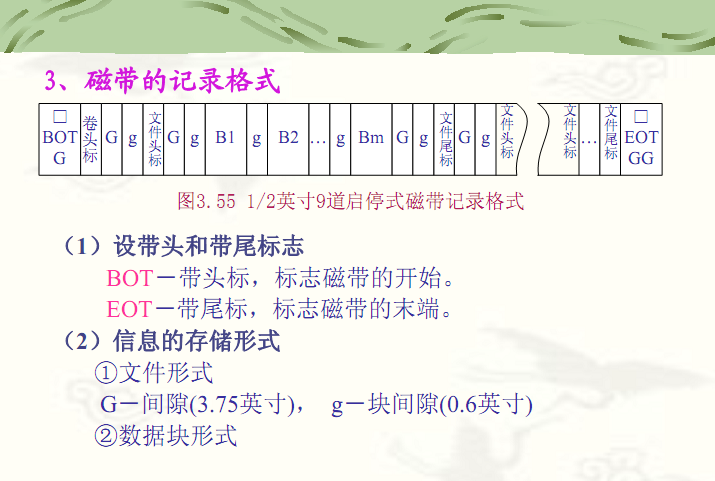 3、磁带的记录格式
□ BOT G 卷头标 G g 文件头标 G g B1 g B2 … g Bm G g 文件尾标 G g 文件头标 文件头标 … 文件尾标 □ EOT GG
图3.55 1/2英寸9道启停式磁带记录格式
（1）设带头和带尾标志
BOT－带头标，标志磁带的开始。
EOT－带尾标，标志磁带的末端。
（2）信息的存储形式
①文件形式
G－间隙(3.75英寸)， g－块间隙(0.6英寸)
②数据块形式